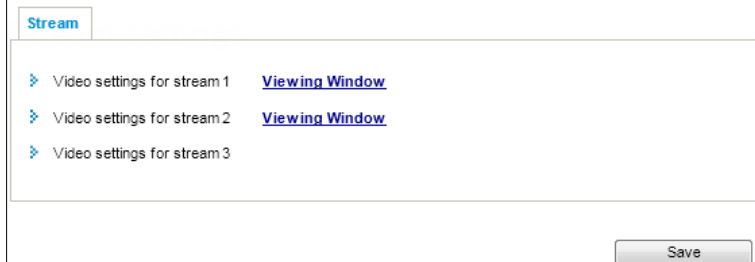 Stream
Video settings for stream 1 Viewing Window
Video settings for stream 2 Viewing Window
Video settings for stream 3
Save